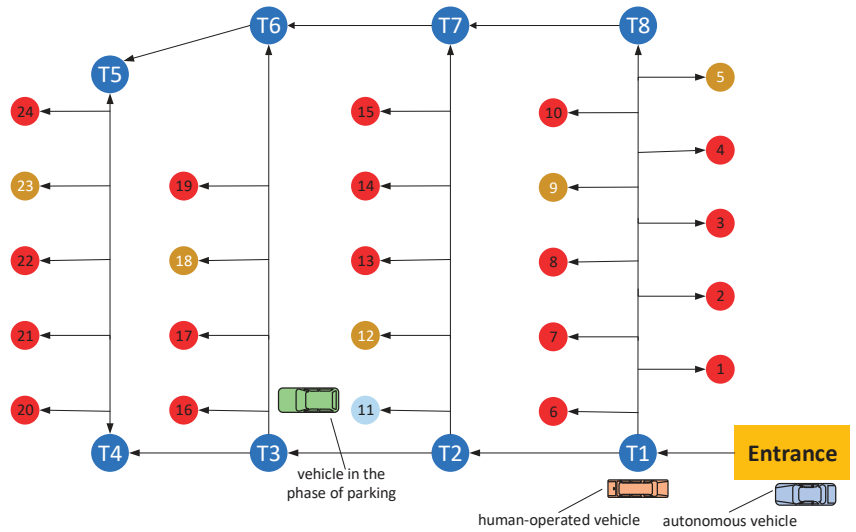 T6 T7 T8
T5
5
24 15 10
4
23 19 14 9
3
22 18 13 8
2
21 17 12 7
1
20 16 11 6
T4 T3 T2 T1 Entrance
vehicle in the
phase of parking
human-operated vehicle autonomous vehicle